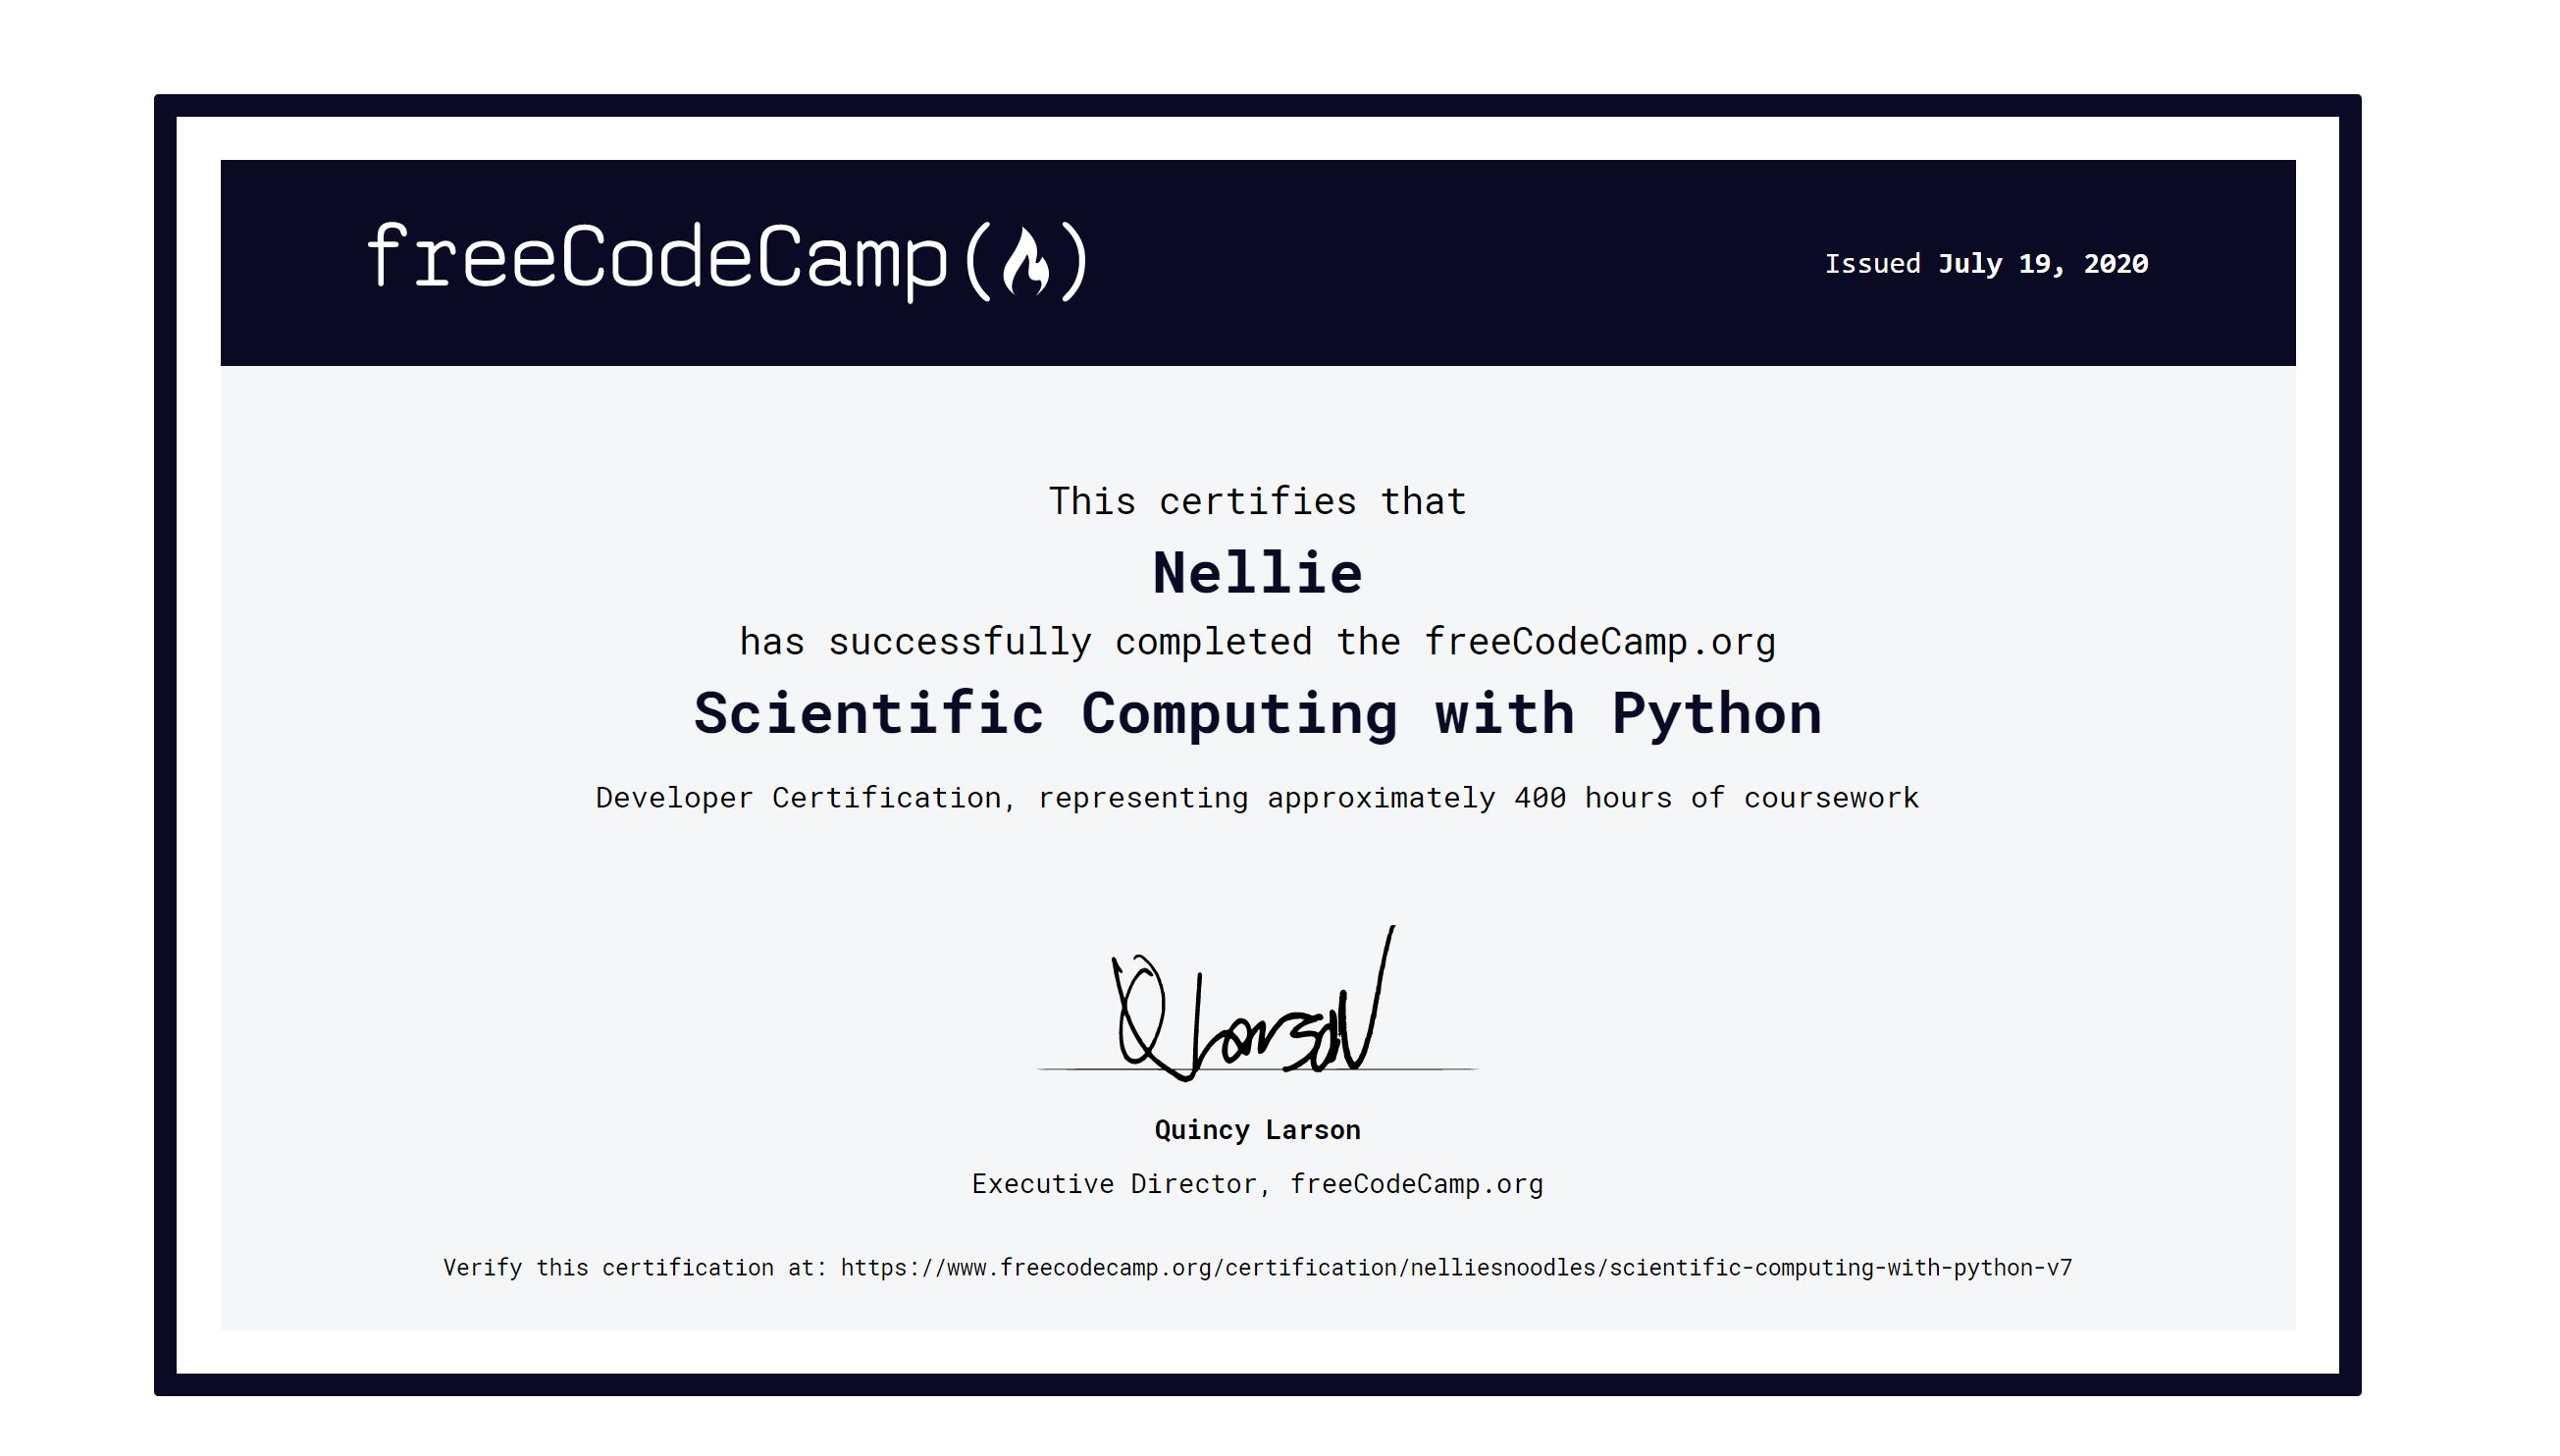 freeCodeCamp
Issued July 19, 2020
This certifies that
Nellie
has successfully completed the freeCodeCamp.org
Scientific Computing with Python
Developer Certification, representing approximately 400 hours of coursework
Q Larson
Quincy Larson
Executive Director, freeCodeCamp.org
Verify this certification at: https://www.freecodecamp.org/certification/nelliesnoodles/scientific-computing-with-python-v7